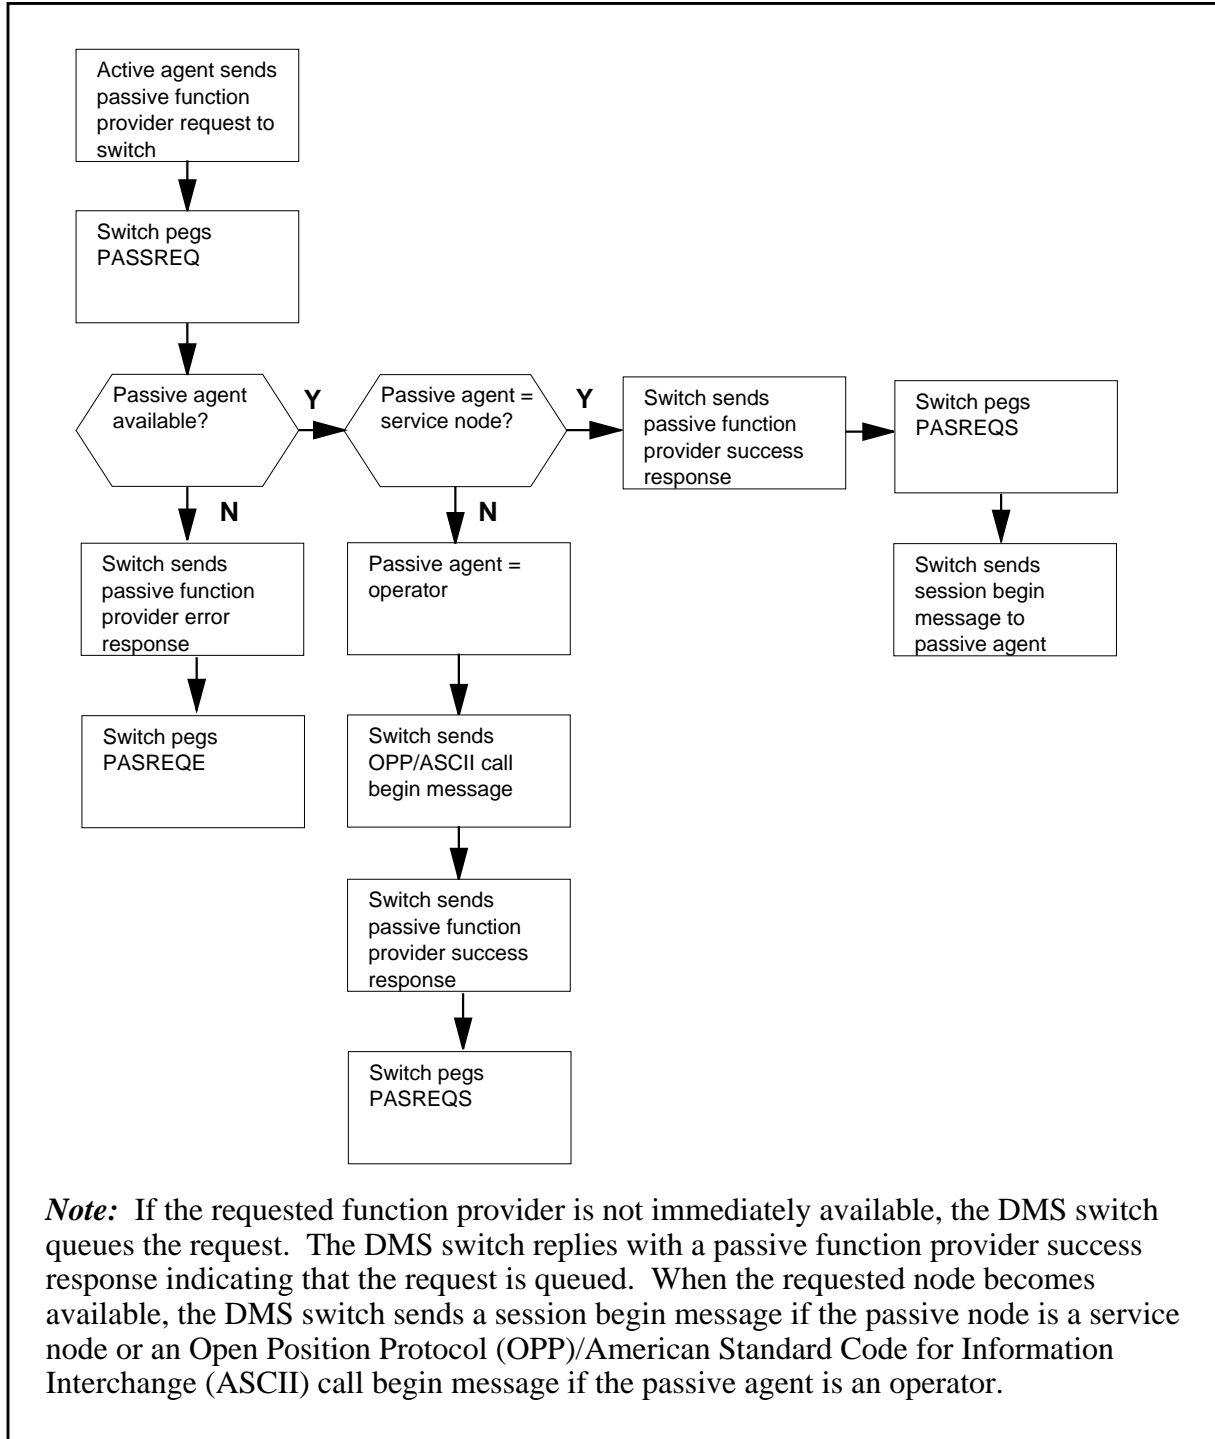 Active agent sends
passive function
provider request to
switch
Switch pegs
PASSREQ
Passive agent
available?
Y
Passive agent =
service node?
Y
Switch sends
passive function
provider success
response
Switch pegs
PASREQS
N
N
Switch sends
passive function
provider error
response
Passive agent =
operator
Switch sends
session begin
message to
passive agent
Switch pegs
PASREQE
Switch sends
OPP/ASCII call
begin message
Switch sends
passive function
provider success
response
Switch pegs
PASREQS
Note: If the requested function provider is not immediately available, the DMS switch
queues the request. The DMS switch replies with a passive function provider success
response indicating that the request is queued. When the requested node becomes
available, the DMS switch sends a session begin message if the passive node is a service
node or an Open Position Protocol (OPP)/American Standard Code for Information
Interchange (ASCII) call begin message if the passive agent is an operator.